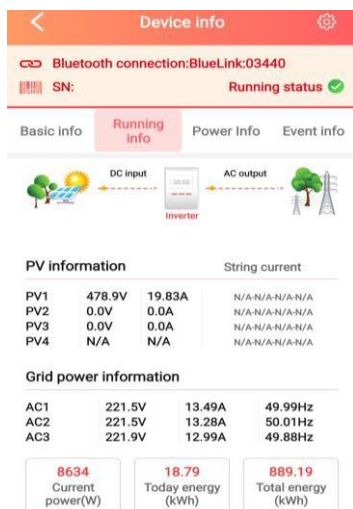 Device info
Bluetooth connection:BlueLink:03440
SN: Running status
Basic info Running info Power Info Event info
DC input AC output
Inverter
PV information String current
PV1 478.9V 19.83A N/A-N/A-N/A-N/A
PV2 0.0V 0.0A N/A-N/A-N/A-N/A
PV3 0.0V 0.0A N/A-N/A-N/A-N/A
PV4 N/A N/A N/A-N/A-N/A-N/A
Grid power information
AC1 221.5V 13.49A 49.99Hz
AC2 221.5V 13.28A 50.01Hz
AC3 221.9V 12.99A 49.88Hz
8634 18.79 889.19
Current power(W) Today energy (kWh) Total energy (kWh)